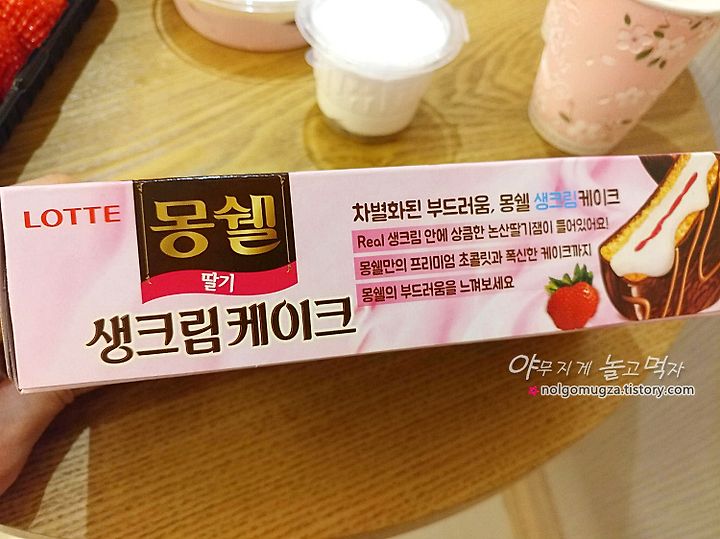 LOTTE
몽쉘
딸기
생크림케이크
차별화된 부드러움, 몽쉘 생크림케이크
Real 생크림 안에 상큼한 논산딸기잼이 들어있어요!
몽쉘만의 프리미엄 초콜릿과 폭신한 케이크까지
몽쉘의 부드러움을 느껴보세요
야무지게 놀고먹자
nolgomugza.tistory.com